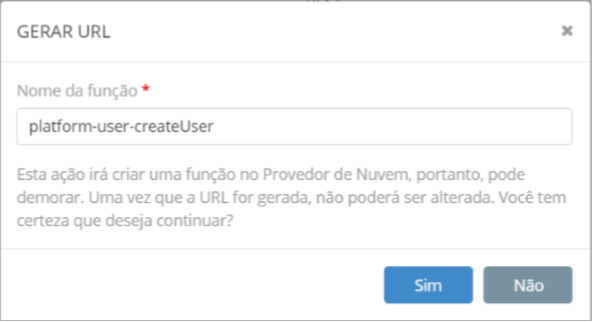 GERAR URL
Nome da função *
platform-user-createUser
Esta ação irá criar uma função no Provedor de Nuvem, portanto, pode
demorar. Uma vez que a URL for gerada, não poderá ser alterada. Você tem
certeza que deseja continuar?
Sim
Não